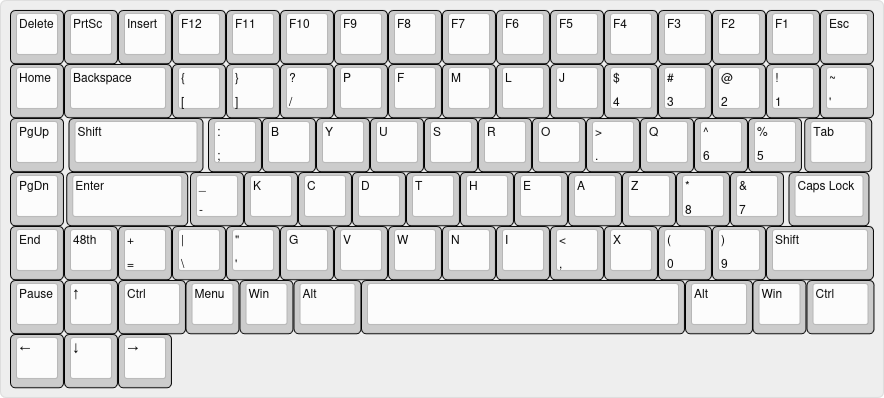 Delete PrtSc Insert F12 F11 F10 F9 F8 F7 F6 F5 F4 F3 F2 F1 Esc
Home Backspace { } ? P F M L J $ # @ ! ~
[ ] / 4 3 2 1 '
PgUp Shift : B Y U S R O > Q ^ % Tab
; . 6 5
PgDn Enter _ K C D T H E A Z * & Caps Lock
- 8 7
End 48th + | " G V W N I < X ( ) Shift
= \ ' , 0 9
Pause ↑ Ctrl Menu Win Alt Alt Win Ctrl
← ↓ →